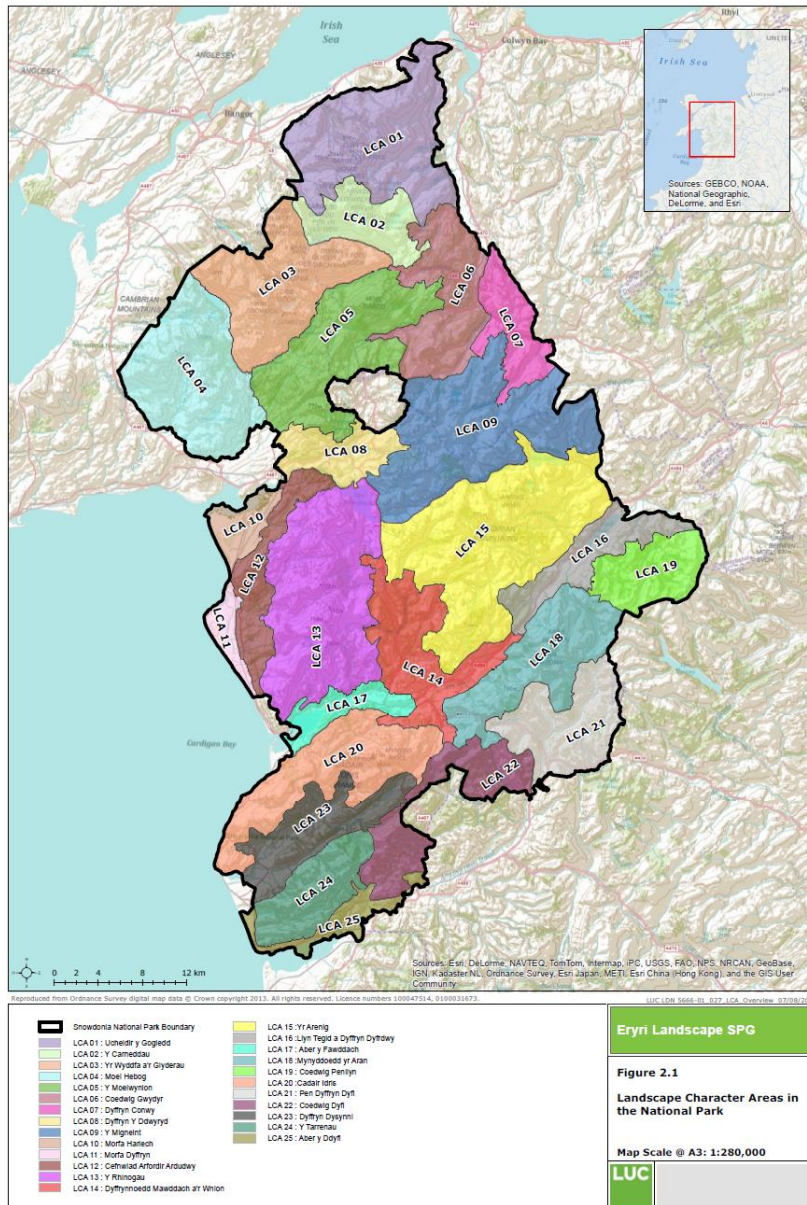 Irish
Sea
Rhyl
ANGLESEY
ANGLESEY
Colwyn Bay
Bangor
UNITE
Irish Sea
Liverpool
Cardigan
Bay
Sources: GEBCO, NOAA,
National Geographic,
DeLorme, and Esri
LCA 01
LCA 02
LCA 03
LCA 06
CAMBRIAN
MOUNTAINS
LCA 05
LCA 07
LCA 04
LCA 09
LCA 08
LCA 10
LCA 15
LCA 16
LCA 12
LCA 19
LCA 11
LCA 13
LCA 18
LCA 14
LCA 17
LCA 21
Cardigan Bay
LCA 20
LCA 22
LCA 23
LCA 24
LCA 25
0 2 4 8 12 km
Sources: Esri, DeLorme, NAVTEQ, TomTom, Intermap, iPC, USGS, FAO, NPS, NRCAN, GeoBase,
IGN, Kadaster NL, Ordnance Survey, Esri Japan, METI, Esri China (Hong Kong), and the GIS User
Community
Reproduced from Ordnance Survey digital map data © Crown copyright 2013. All rights reserved. Licence numbers 100047514, 0100031673.
LUC LDN 5666-01_027_LCA_Overview 07/08/20
Snowdonia National Park Boundary
LCA 01 : Ucheldir y Gogledd
LCA 02 : Y Carneddau
LCA 03 : Yr Wyddfa a'r Glyderau
LCA 04 : Moel Hebog
LCA 05 : Y Moelwynion
LCA 06 : Coedwig Gwydyr
LCA 07 : Dyffryn Conwy
LCA 08 : Dyffryn Y Ddwyryd
LCA 09 : Y Migneint
LCA 10 : Morfa Harlech
LCA 11 : Morfa Dyffryn
LCA 12 : Cefnwlad Arfordir Ardudwy
LCA 13 : Y Rhinogau
LCA 14 : Dyffrynnoedd Mawddach a'r Wnion
LCA 15 : Yr Arenig
LCA 16 : Llyn Tegid a Dyffryn Dyfrdwy
LCA 17 : Aber y Fawddach
LCA 18 : Mynyddoedd yr Aran
LCA 19 : Coedwig Penllyn
LCA 20 : Cadair Idris
LCA 21 : Pen Dyffryn Dyfi
LCA 22 : Coedwig Dyfi
LCA 23 : Dyffryn Dysynni
LCA 24 : Y Tarrenau
LCA 25 : Aber y Ddyfi
Eryri Landscape SPG
Figure 2.1
Landscape Character Areas in
the National Park
Map Scale @ A3: 1:280,000
LUC